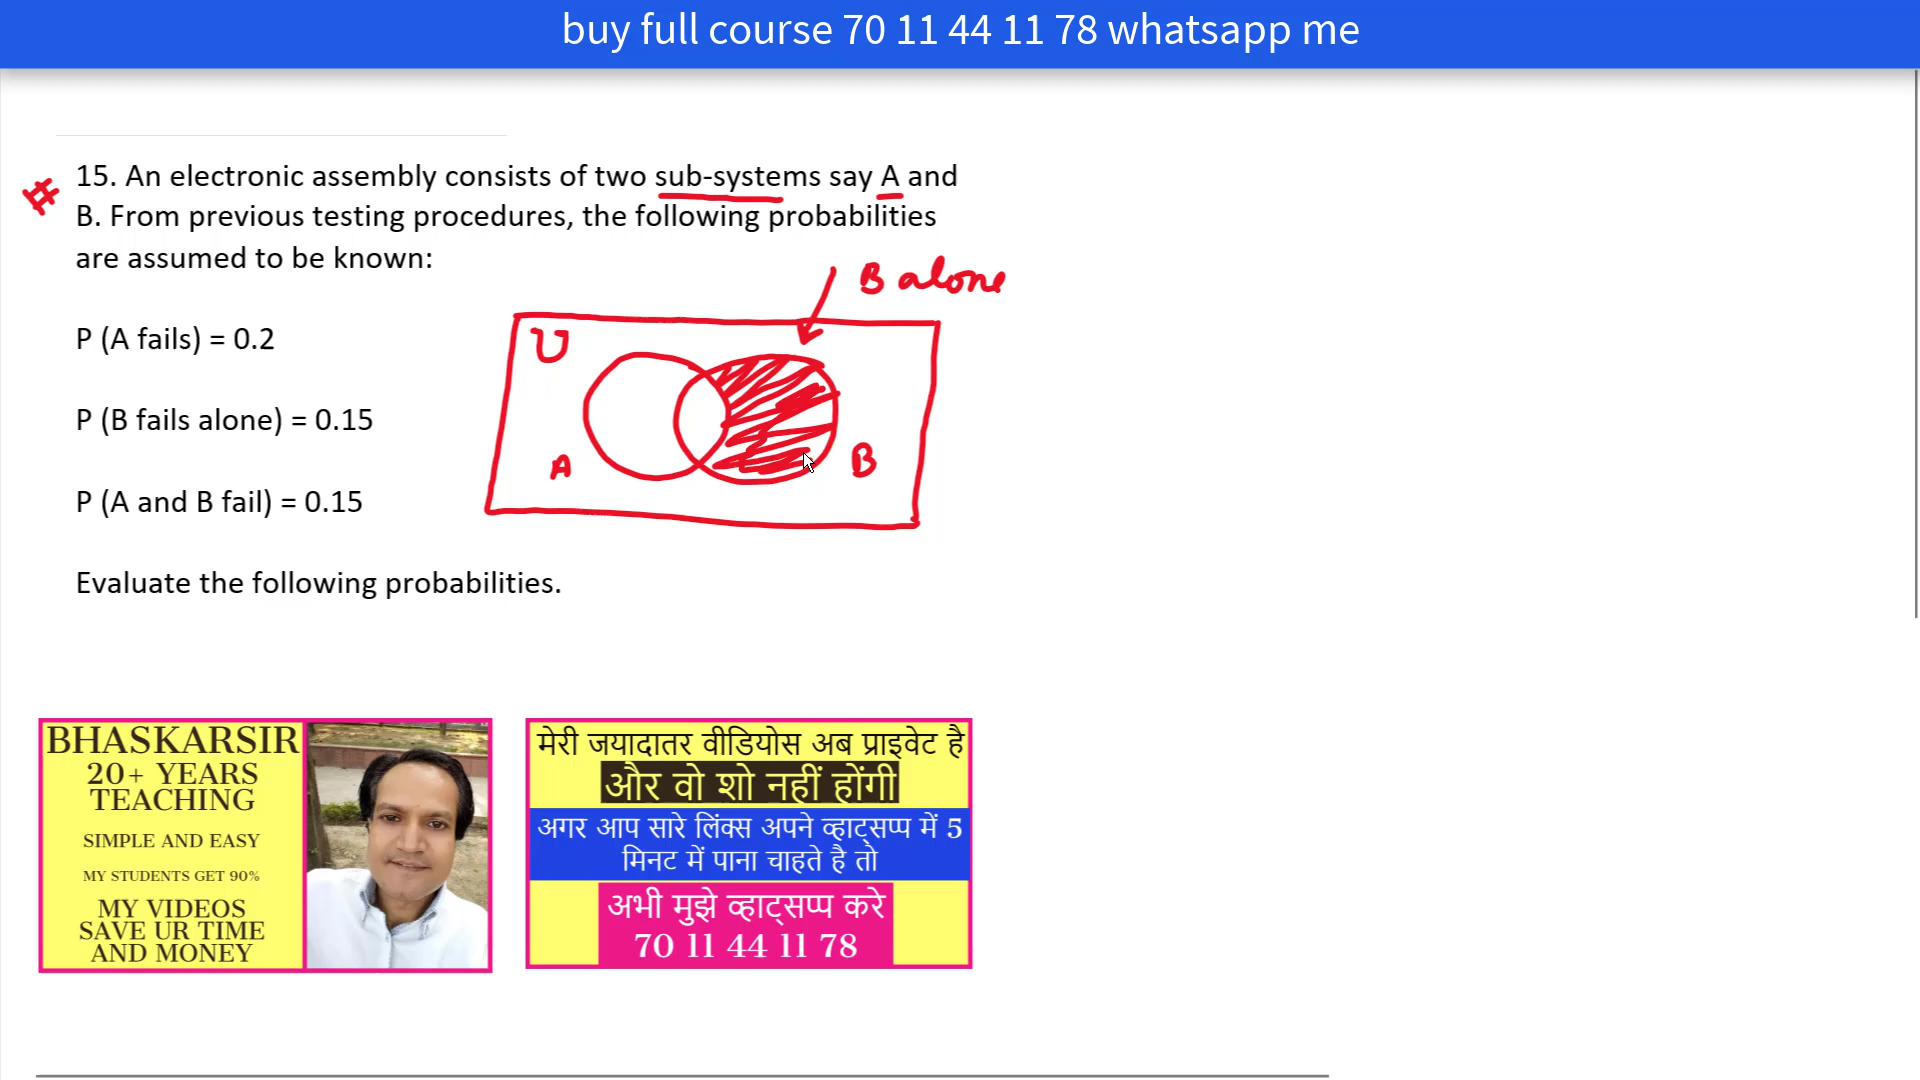 buy full course 70 11 44 11 78 whatsapp me
# 15. An electronic assembly consists of two sub-systems say A and
B. From previous testing procedures, the following probabilities
are assumed to be known:
B alone
P (A fails) = 0.2
U
P (B fails alone) = 0.15
A
B
P (A and B fail) = 0.15
Evaluate the following probabilities.
BHASKARSIR
20+ YEARS
TEACHING
SIMPLE AND EASY
MY STUDENTS GET 90%
MY VIDEOS
SAVE UR TIME
AND MONEY
मेरी जयादातर वीडियोस अब प्राइवेट है
और वो शो नहीं होंगी
अगर आप सारे लिंक्स अपने व्हाट्सप्प में 5
मिनट में पाना चाहते है तो
अभी मुझे व्हाट्सप्प करे
70 11 44 11 78